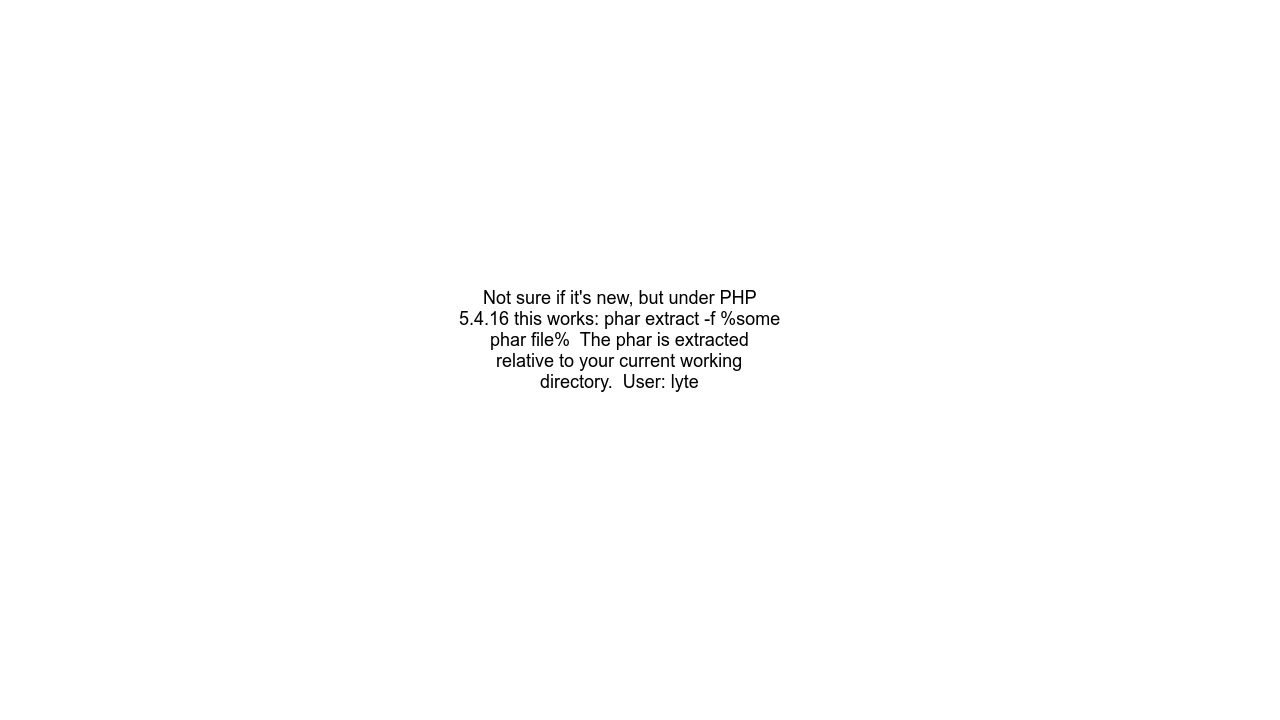 Not sure if it's new, but under PHP
5.4.16 this works: phar extract -f %some
phar file%  The phar is extracted
relative to your current working
directory.  User: lyte